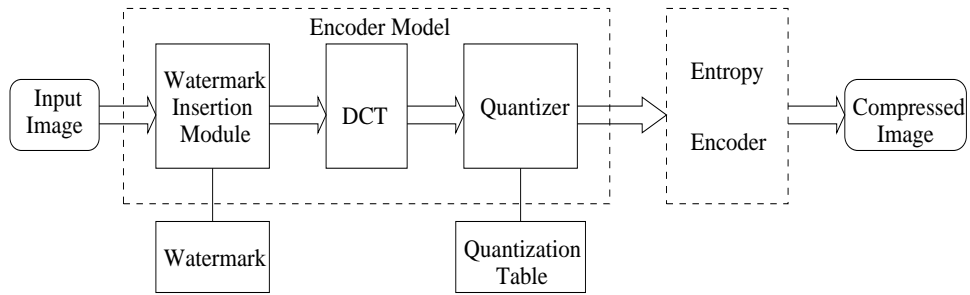 Encoder Model
Input
Image
Watermark
Insertion
Module
DCT
Quantizer
Entropy
Encoder
Compressed
Image
Watermark
Quantization
Table